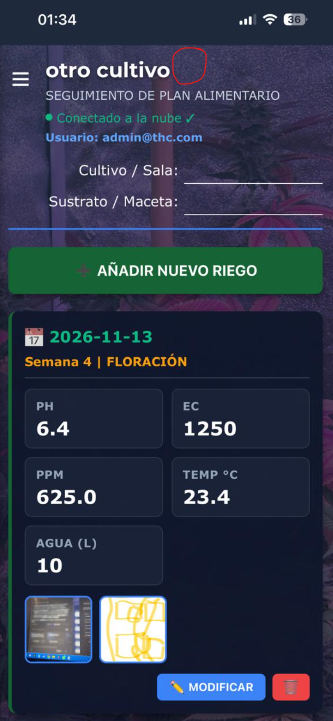 01:34
36
otro cultivo
SEGUIMIENTO DE PLAN ALIMENTARIO
Conectado a la nube ✓
Usuario: admin@thc.com
Cultivo / Sala:
Sustrato / Maceta:
AÑADIR NUEVO RIEGO
17 2026-11-13
Semana 4 | FLORACIÓN
PH
EC
6.4
1250
PPM
TEMP °C
625.0
23.4
AGUA (L)
10
MODIFICAR